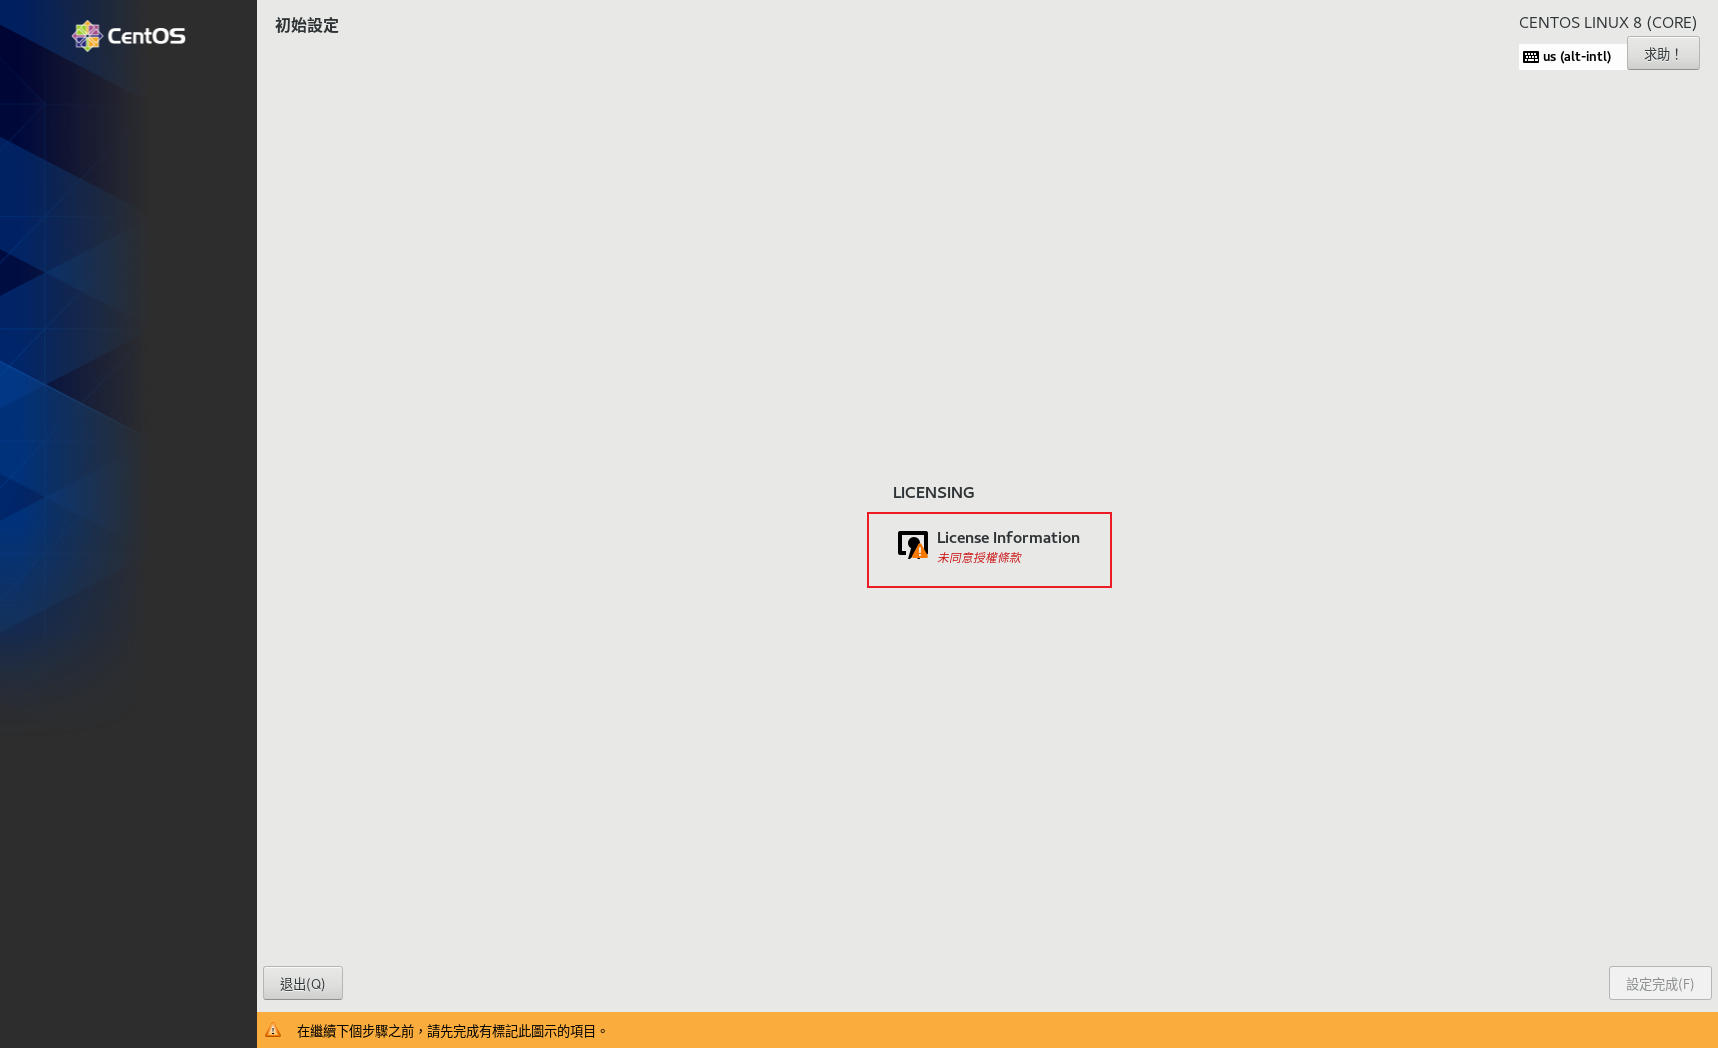 CentOS
初始設定
CENTOS LINUX 8 (CORE)
us (alt-intl)
求助！
LICENSING
License Information
未同意授權條款
退出(Q)
設定完成(F)
在繼續下個步驟之前，請先完成有標記此圖示的項目。